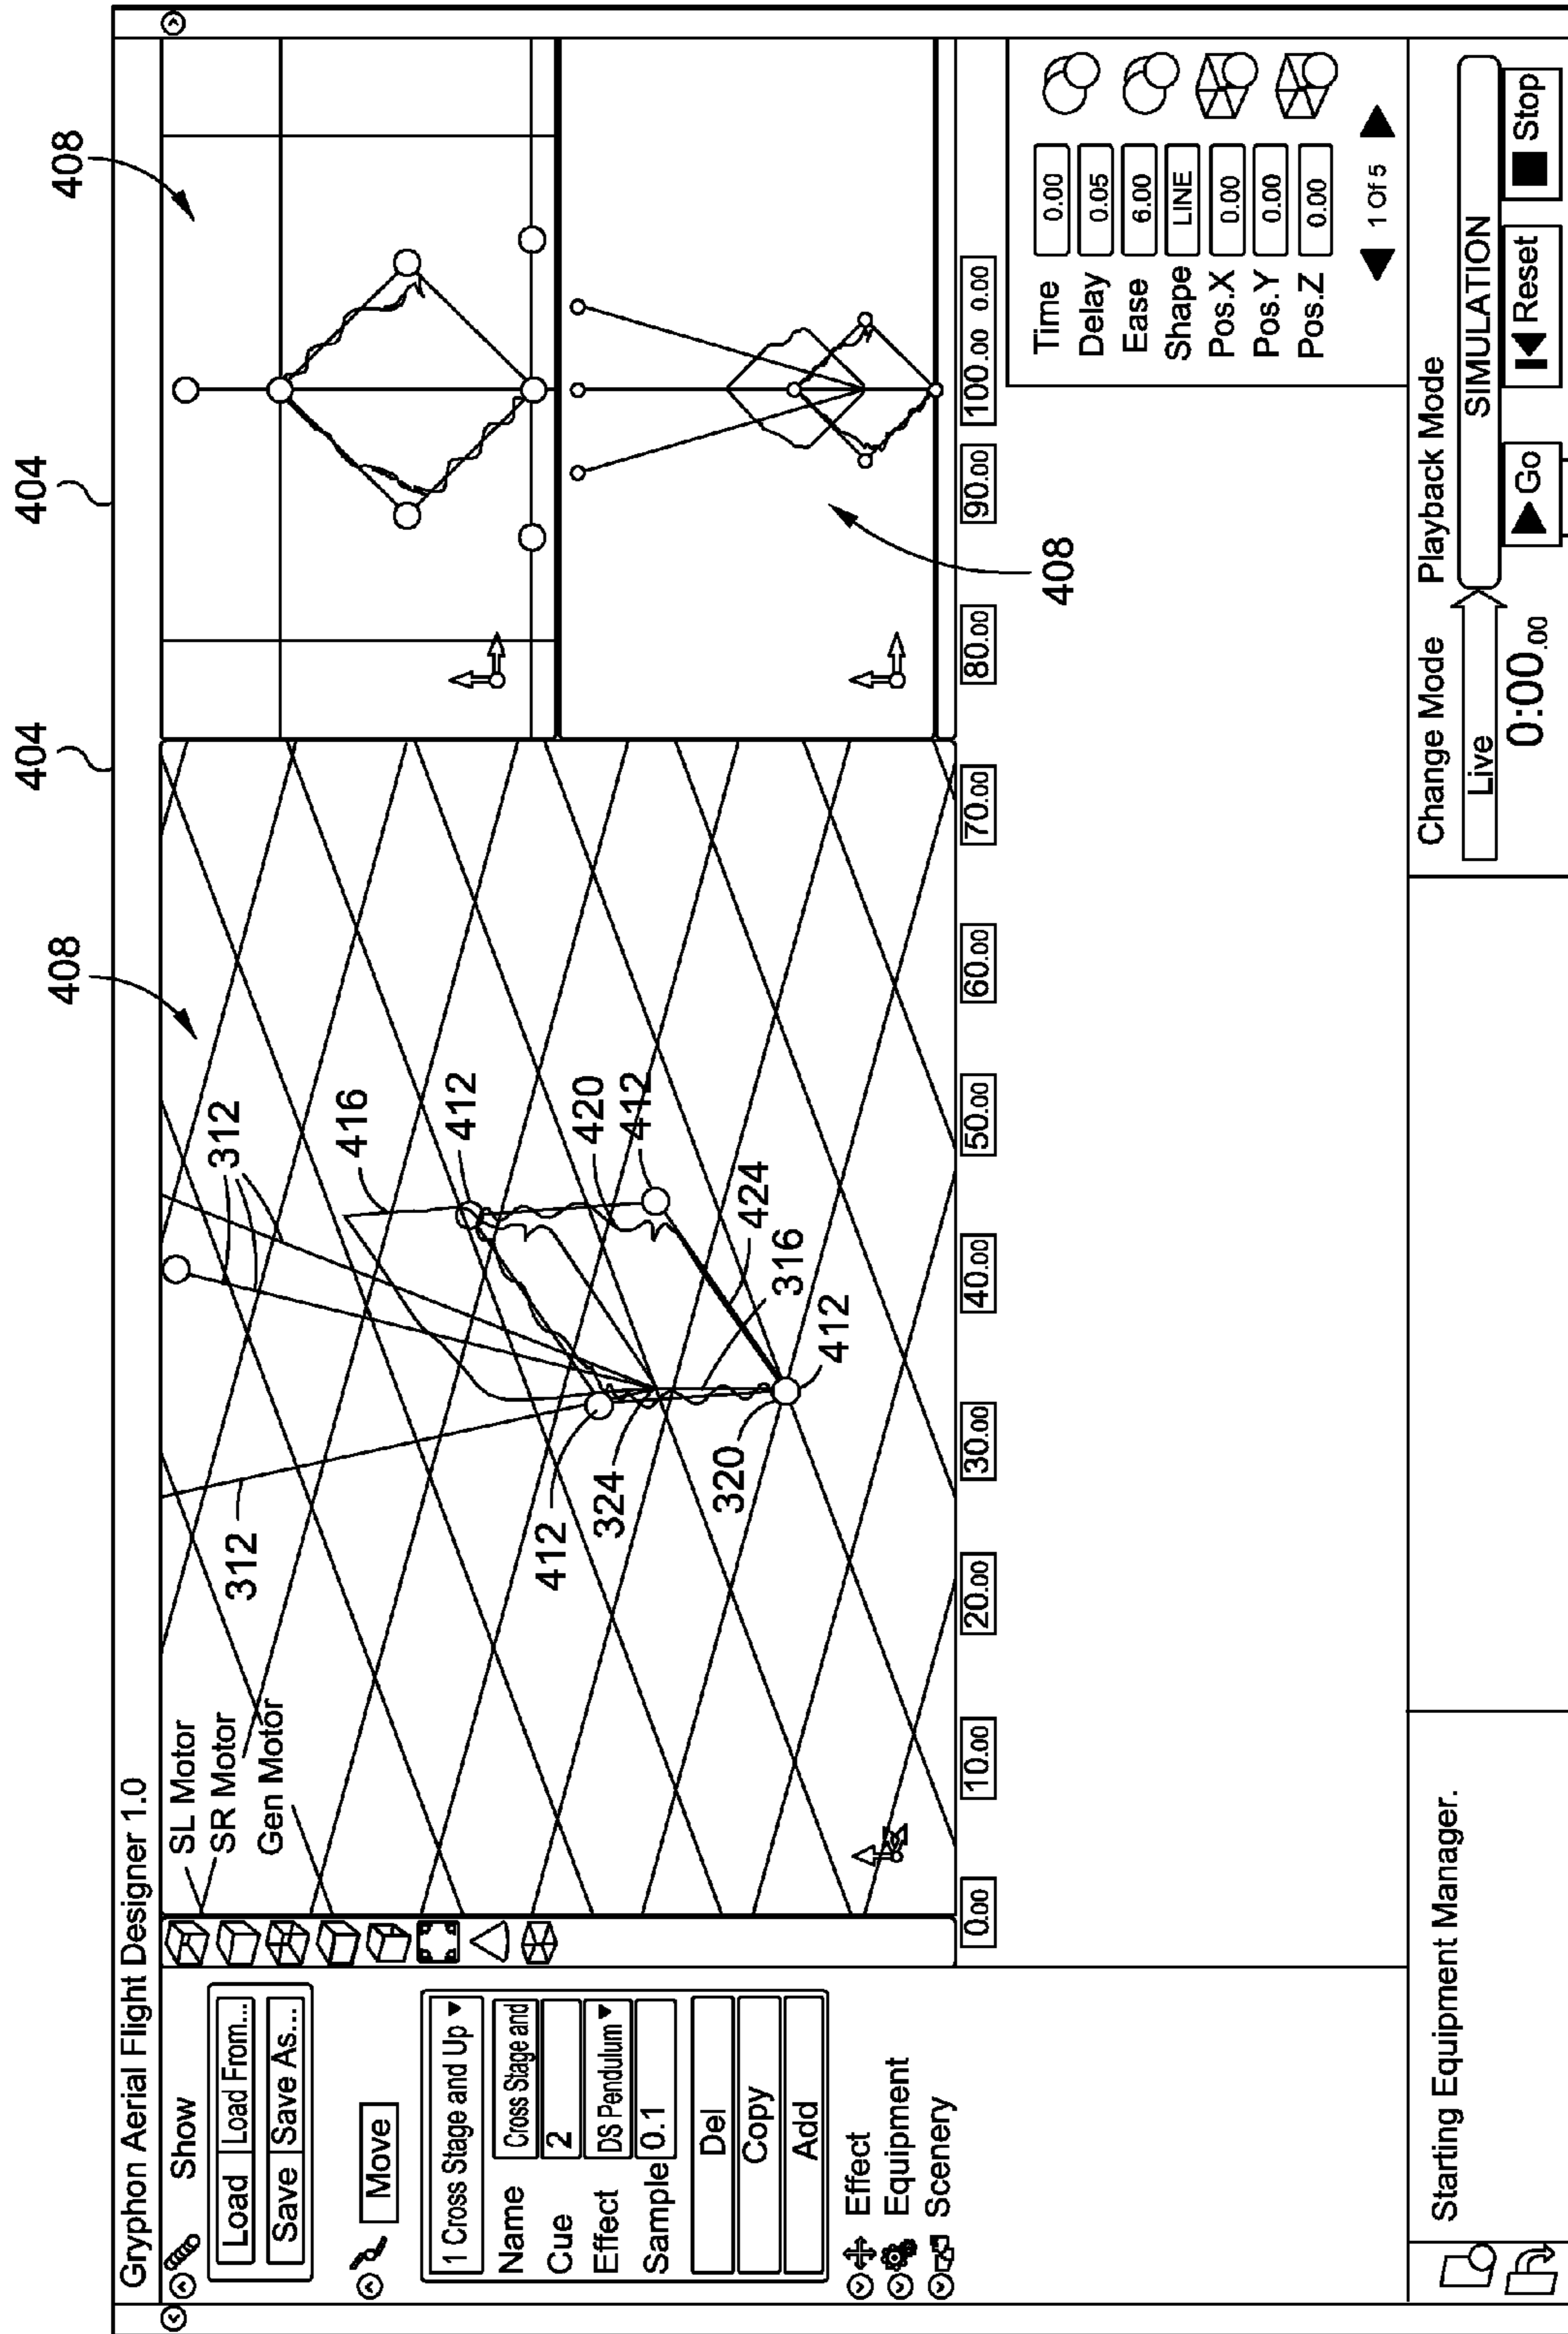 404
404
408
408
Gryphon Aerial Flight Designer 1.0
Show
Load
Load From...
Save
Save As...
Move
1 Cross Stage and Up
Name
Cross Stage and
Cue
2
Effect
DS Pendulum
Sample
0.1
Del
Copy
Add
Effect
Equipment
Scenery
SL Motor
SR Motor
Gen Motor
312
312
416
412
420
412
424
316
412
412
324
320
408
0.00
10.00
20.00
30.00
40.00
50.00
60.00
70.00
80.00
90.00
100.00
0.00
Time
0.00
Delay
0.05
Ease
6.00
Shape
LINE
Pos.X
0.00
Pos.Y
0.00
Pos.Z
0.00
1 Of 5
Starting Equipment Manager.
Change Mode
Playback Mode
Live
SIMULATION
0:00.00
Go
Reset
Stop